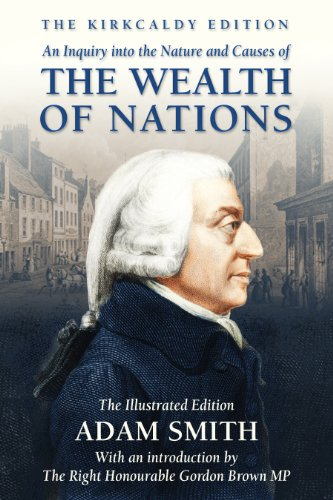 THE KIRKCALDY EDITION
An Inquiry into the Nature and Causes of
THE WEALTH
OF NATIONS
The Illustrated Edition
ADAM SMITH
With an introduction by
The Right Honourable Gordon Brown MP